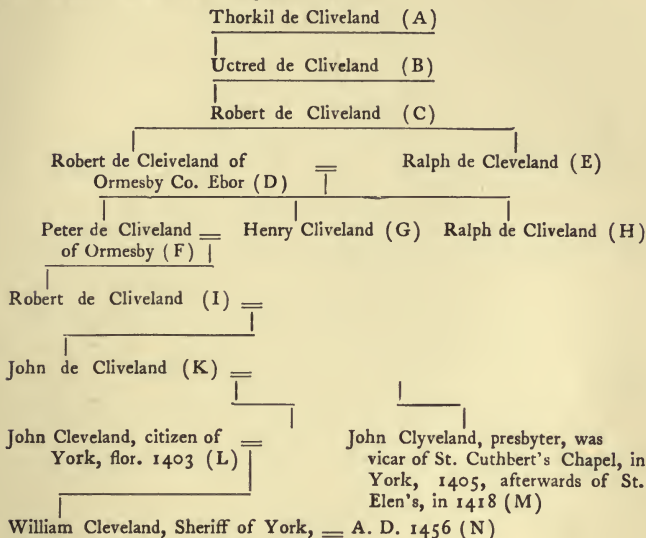 Thorkil de Cliveland (A)
Uctred de Cliveland (B)
Robert de Cliveland (C)
Robert de Cleiveland of
Ormesby Co. Ebor (D)
Ralph de Cleveland (E)
Peter de Cliveland
of Ormesby (F)
Henry Cliveland (G)
Ralph de Cliveland (H)
Robert de Cliveland (I)
John de Cliveland (K)
John Cleveland, citizen of
York, flor. 1403 (L)
John Clyveland, presbyter, was
vicar of St. Cuthbert's Chapel, in
York, 1405, afterwards of St.
Elen's, in 1418 (M)
William Cleveland, Sheriff of York, = A. D. 1456 (N)